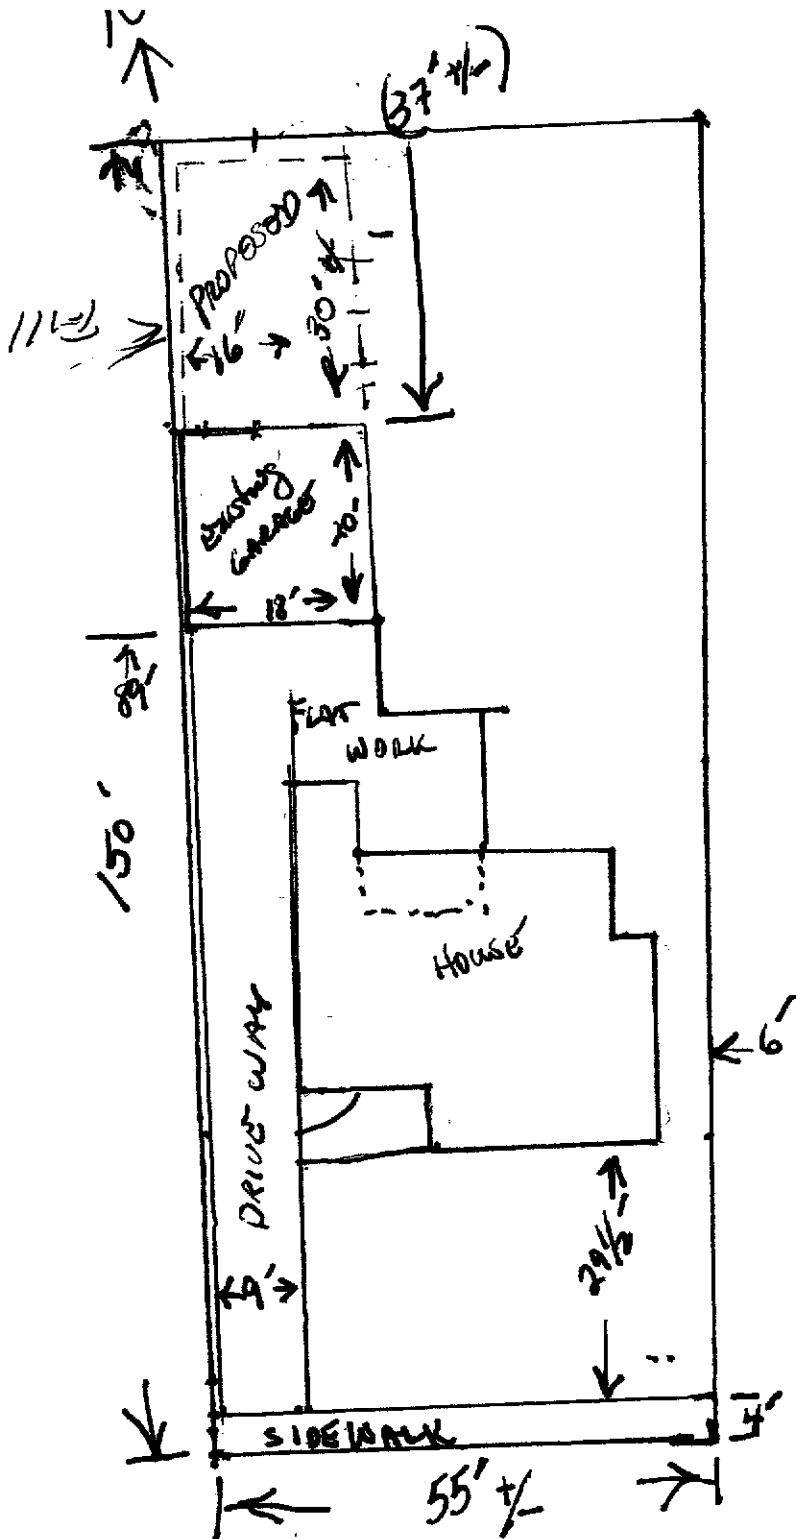 (37' +/-)
PROPOSED
30'
16'
Existing
GARAGE
20-
18'
89'
FLAT
WORK
150'
HOUSE
6'
DRIVE WAY
29 1/2'
9'
4'
SIDEWALK
55' +/-